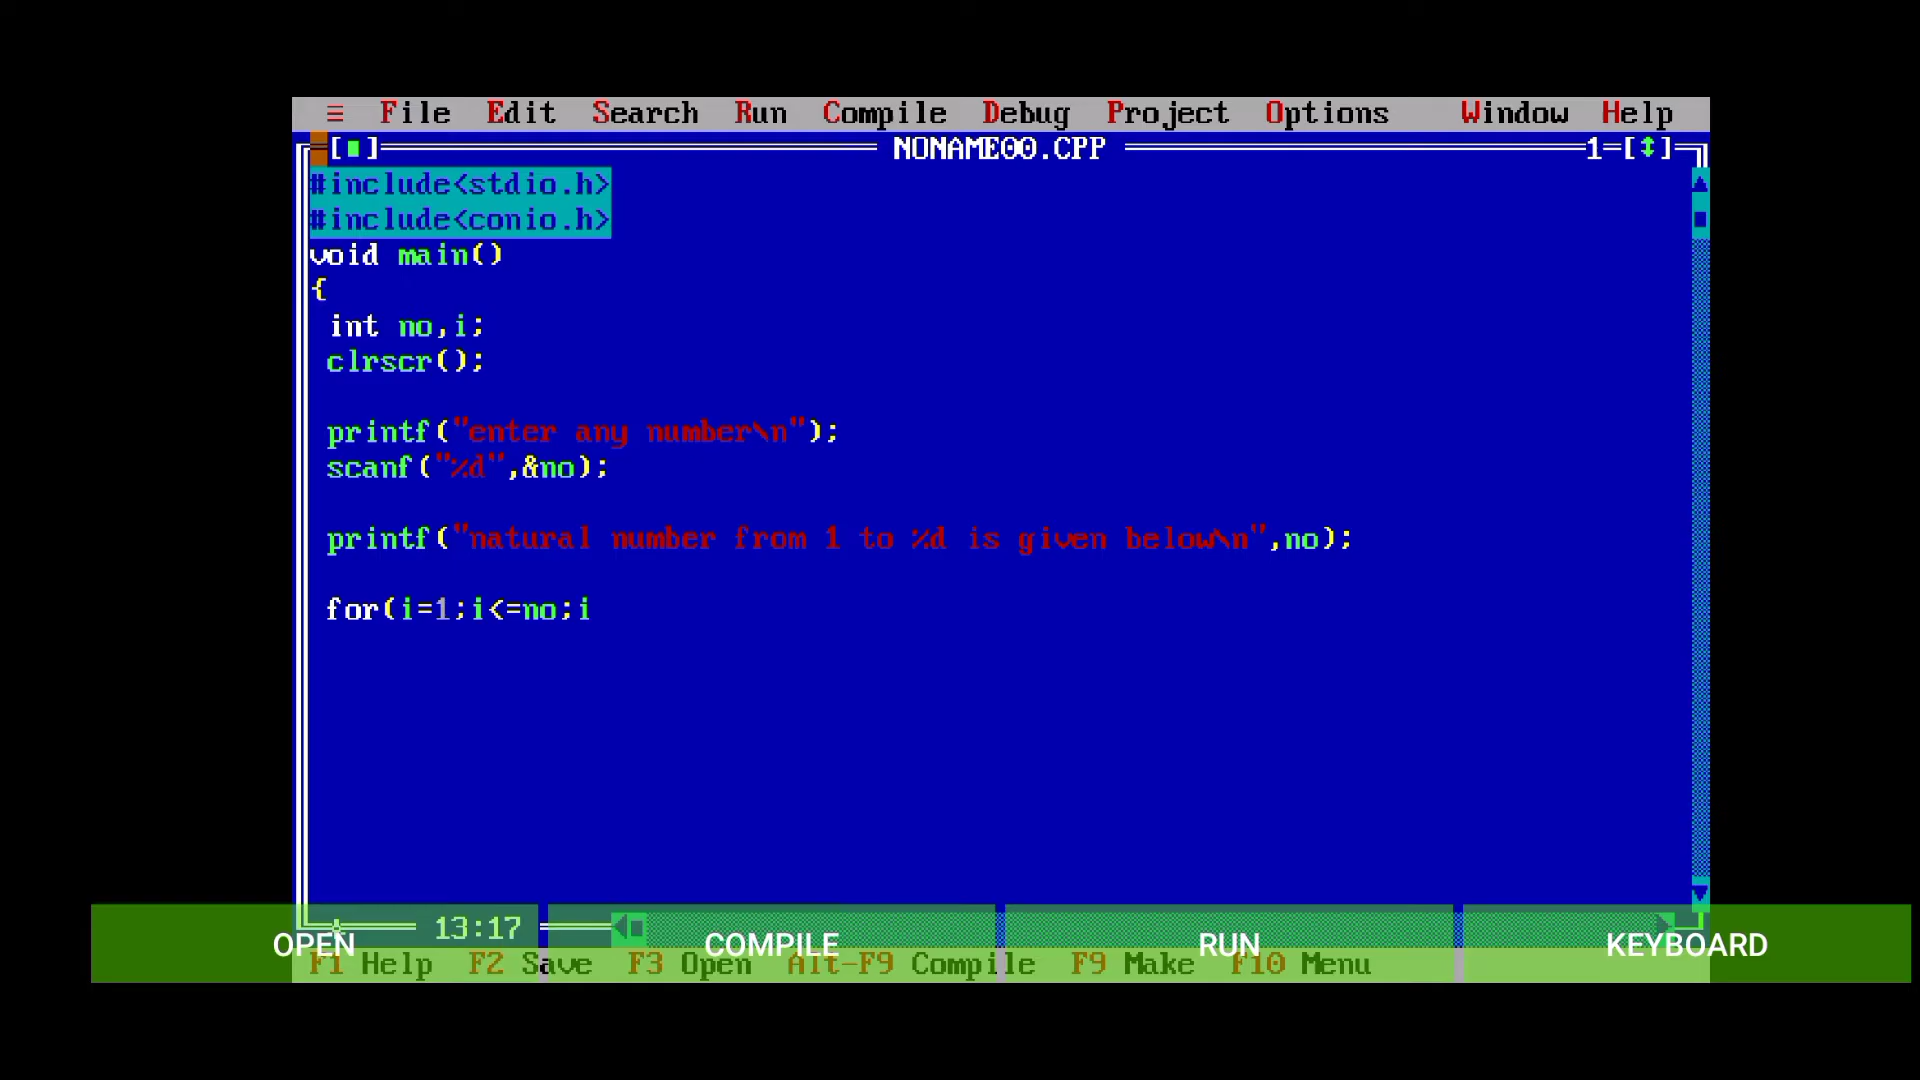 ≡ File Edit Search Run Compile Debug Project Options Window Help
[■] NONAME00.CPP 1=[↕]
#include<stdio.h>
#include<conio.h>
void main()
{
int no,i;
clrscr();
printf("enter any number\n");
scanf("%d",&no);
printf("natural number from 1 to %d is given below\n",no);
for(i=1;i<=no;i
13:17
OPEN COMPILE RUN KEYBOARD
F1 Help F2 Save F3 Open Alt-F9 Compile F9 Make F10 Menu